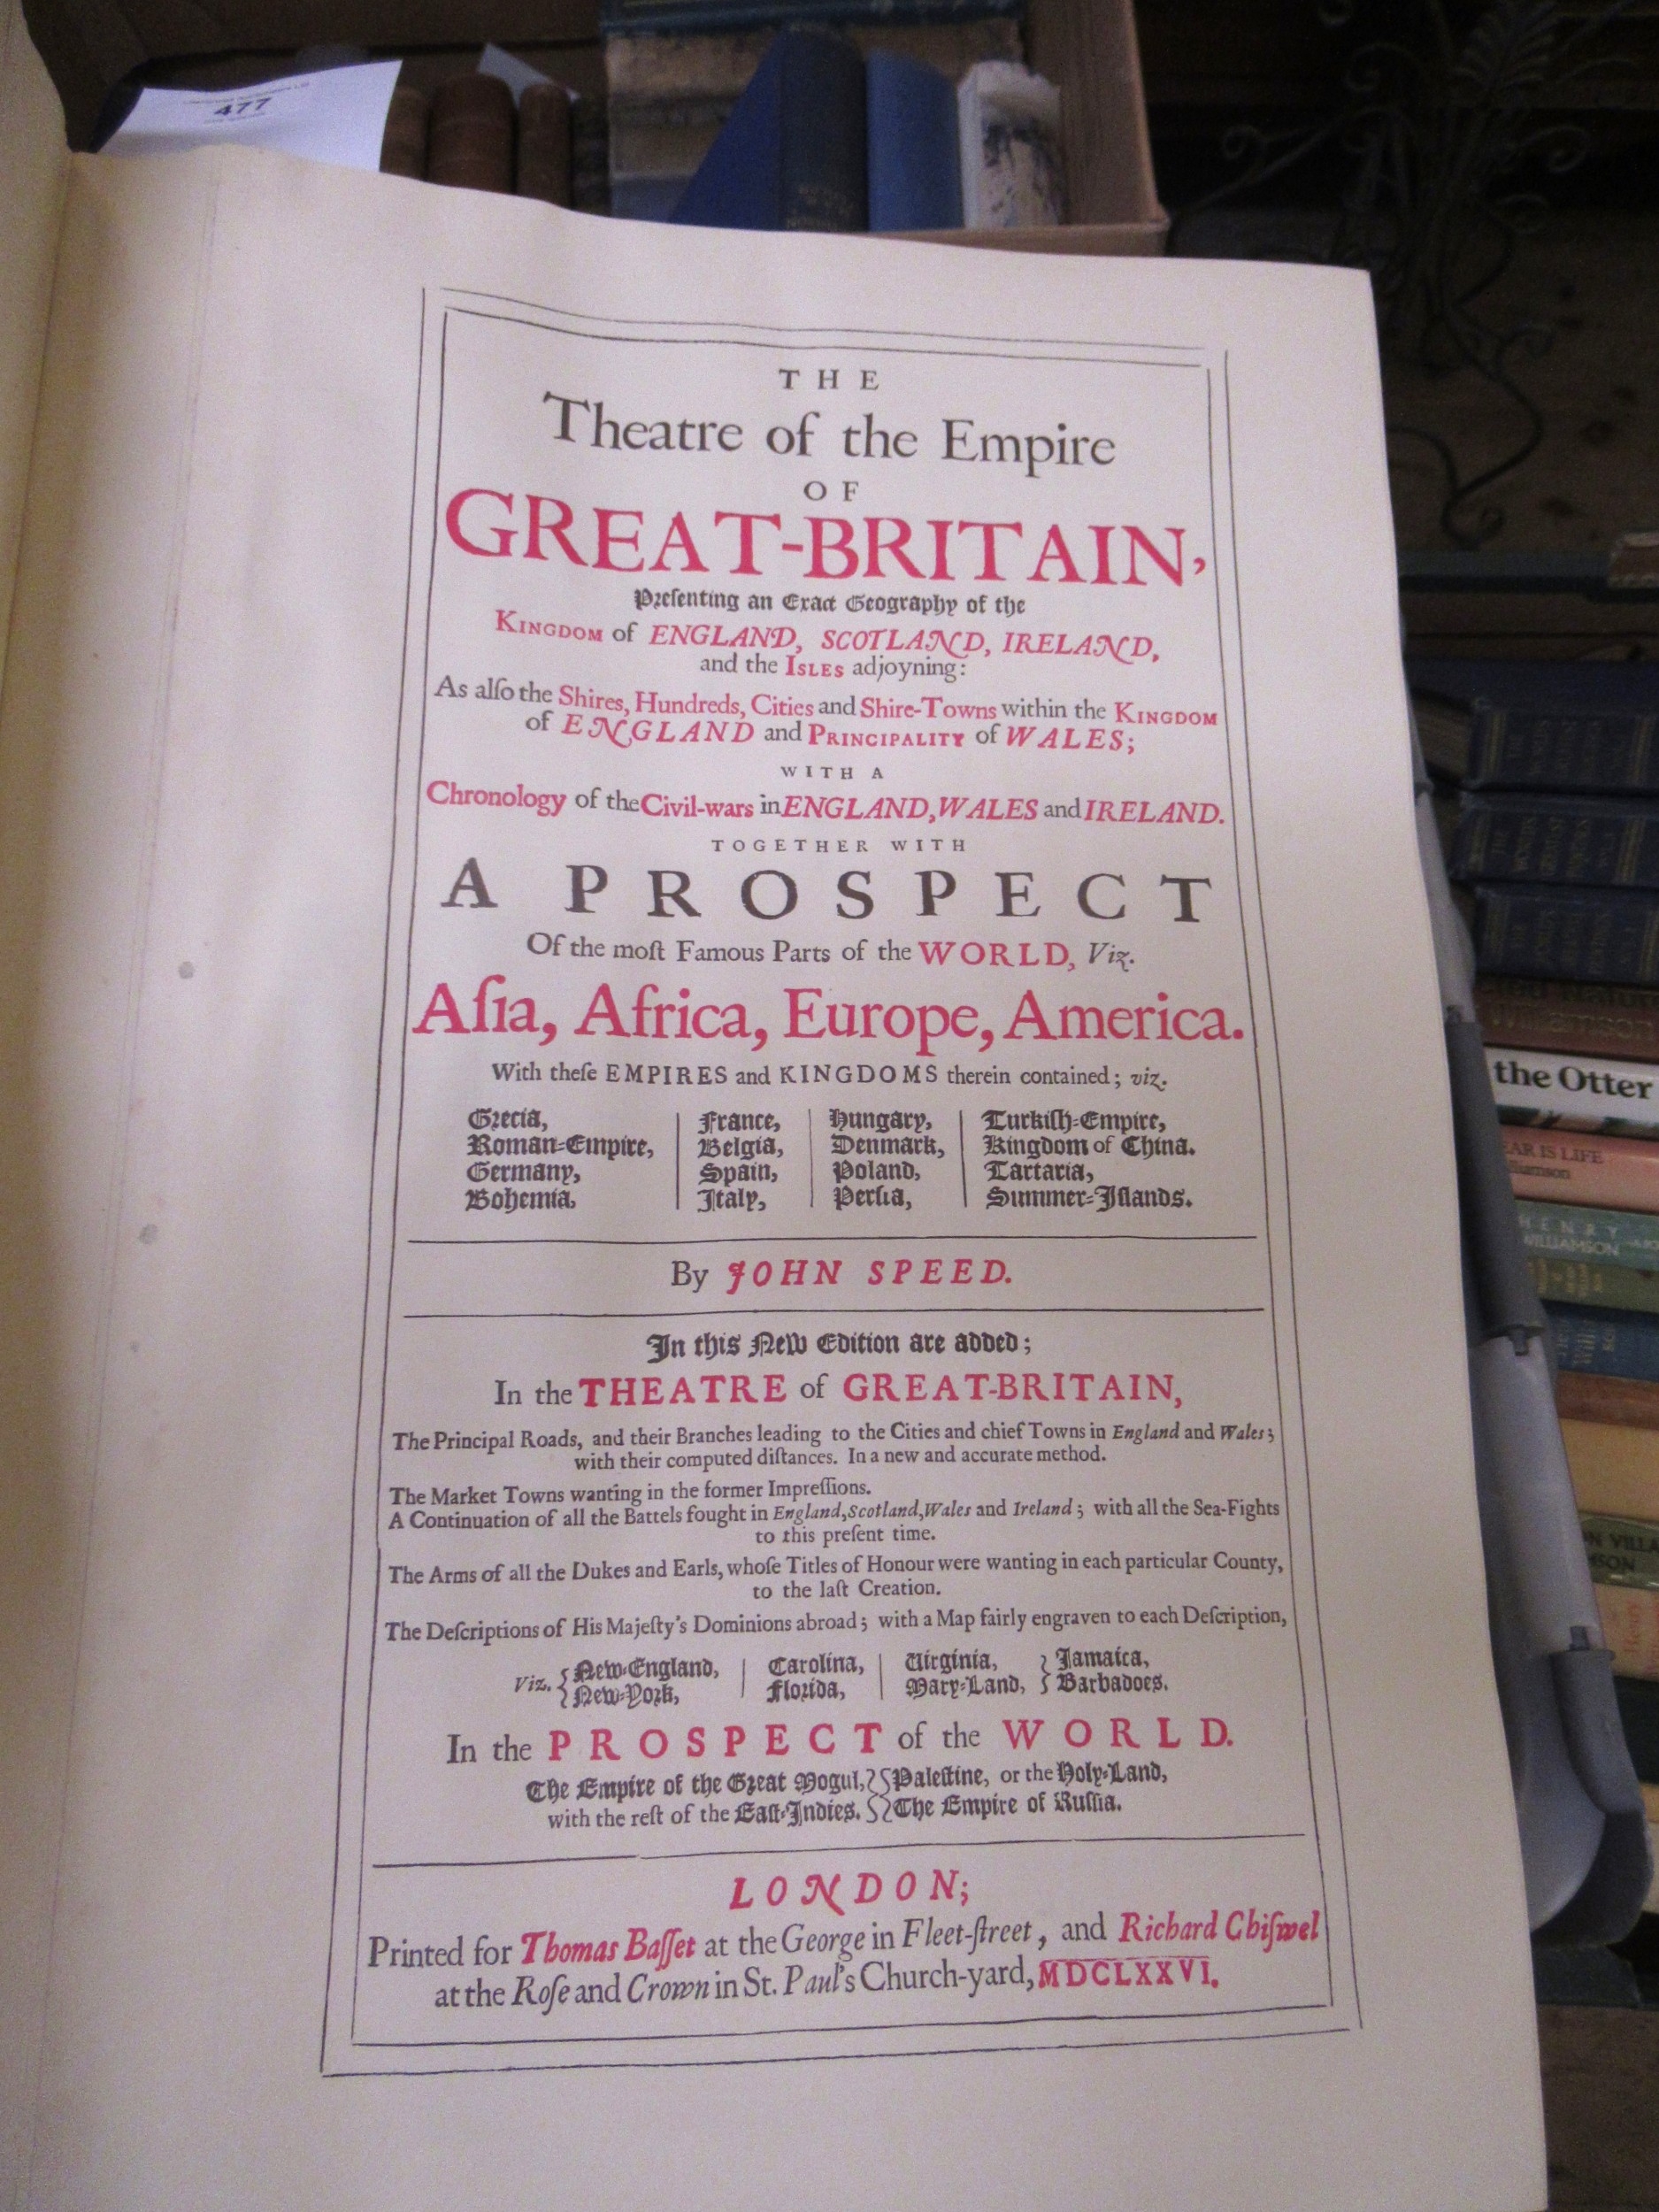 477
THE
Theatre of the Empire
OF
GREAT-BRITAIN,
Preſenting an Exact Geography of the
KINGDOM of ENGLAND, SCOTLAND, IRELAND,
and the ISLES adjoyning:
As alſo the Shires, Hundreds, Cities and Shire-Towns within the KINGDOM
of ENGLAND and PRINCIPALITY of WALES;
WITH A
Chronology of the Civil-wars in ENGLAND, WALES and IRELAND.
TOGETHER WITH
A PROSPECT
Of the moſt Famous Parts of the WORLD, Viz.
Aſia, Africa, Europe, America.
With theſe EMPIRES and KINGDOMS therein contained; viz.
Grecia, France, Hungary, Turkiſh-Empire,
Roman-Empire, Belgia, Denmark, Kingdom of China.
Germany, Spain, Poland, Tartaria,
Bohemia, Italy, Perſia, Summer-Iſlands.
By JOHN SPEED.
In this New Edition are added;
In the THEATRE of GREAT-BRITAIN,
The Principal Roads, and their Branches leading to the Cities and chief Towns in England and Wales;
with their computed diſtances. In a new and accurate method.
The Market Towns wanting in the former Impreſſions.
A Continuation of all the Battels fought in England, Scotland, Wales and Ireland; with all the Sea-Fights
to this preſent time.
The Arms of all the Dukes and Earls, whoſe Titles of Honour were wanting in each particular County,
to the laſt Creation.
The Deſcriptions of His Majeſty's Dominions abroad; with a Map fairly engraven to each Deſcription,
Viz. { New-England, Carolina, Virginia, } Jamaica,
{ New-York, Florida, Mary-Land, } Barbadoes.
In the PROSPECT of the WORLD.
The Empire of the Great Mogul, } { Paleſtine, or the Holy-Land,
with the reſt of the Eaſt-Indies. } { The Empire of Ruſſia.
LONDON;
Printed for Thomas Baſſet at the George in Fleet-ſtreet, and Richard Chiſwel
at the Roſe and Crown in St. Paul's Church-yard, MDCLXXVI.
the Otter
EAR IS LIFE
HENRY
WILLIAMSON